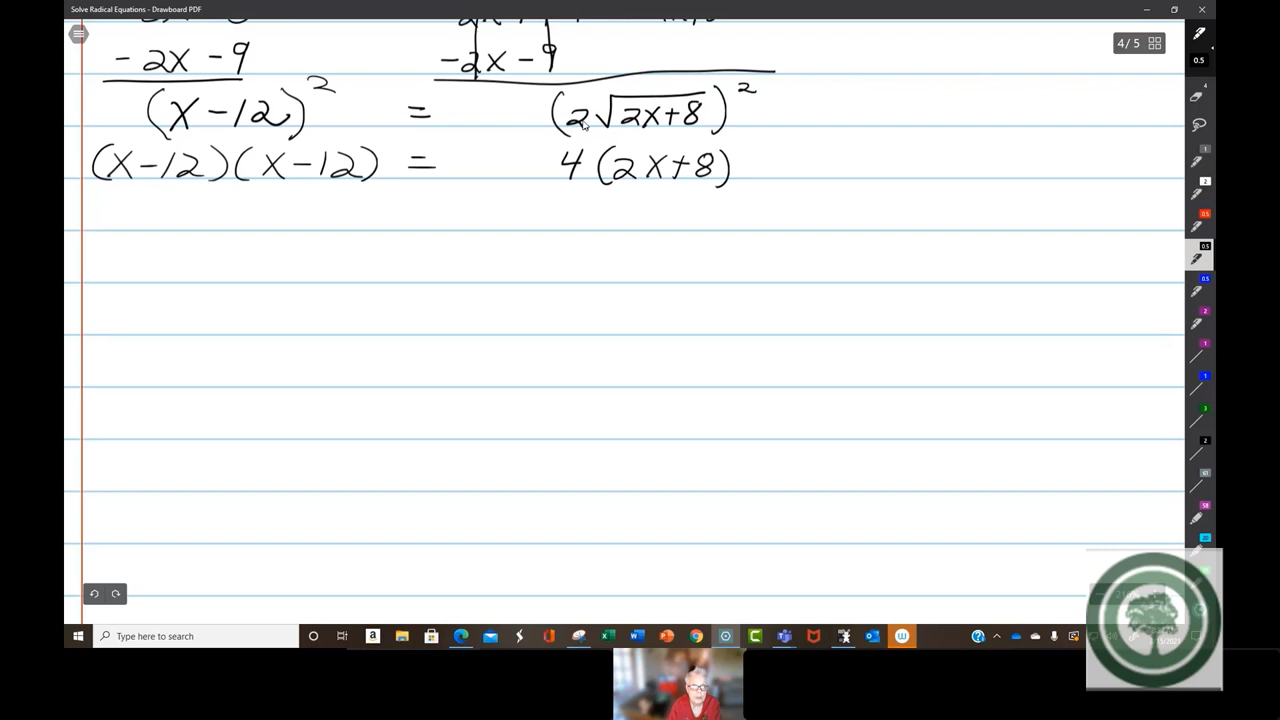 Solve Radical Equations - Drawboard PDF
4 / 5
-2x - 9    -2x - 9
(x-12)² = (2√2x+8)²
(x-12)(x-12) = 4(2x+8)
Type here to search